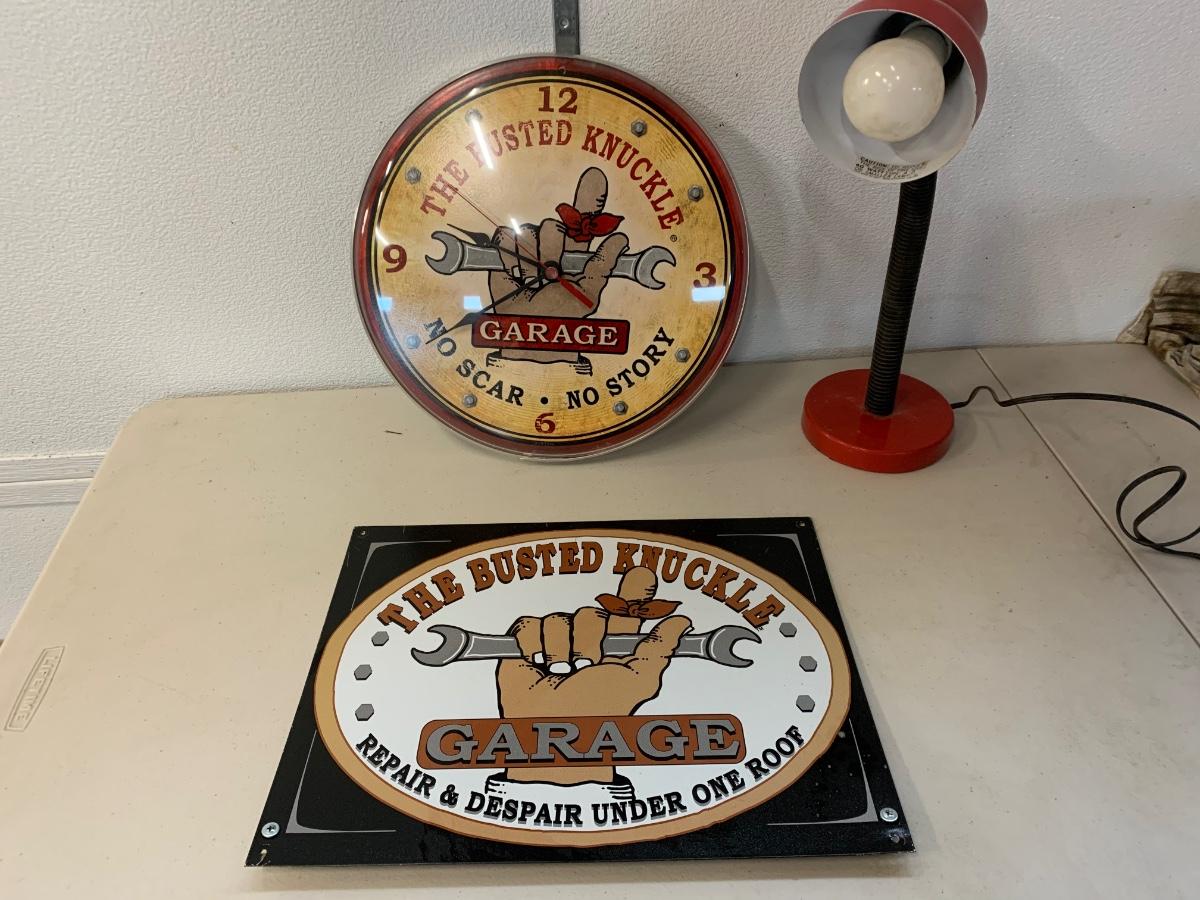 12
THE BUSTED KNUCKLE®
9
3
GARAGE
NO SCAR • NO STORY
6
THE BUSTED KNUCKLE
GARAGE
REPAIR & DESPAIR UNDER ONE ROOF
LIFETIME